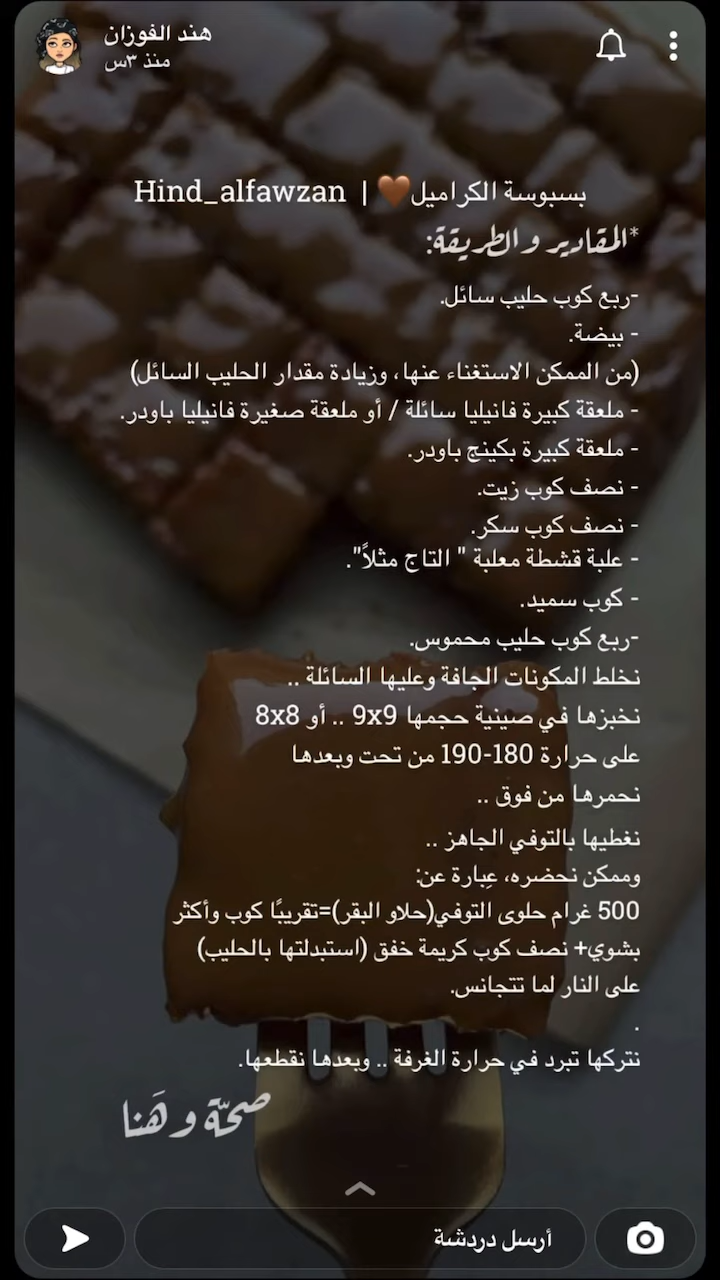 هند الفوزان
منذ ٣س
بسبوسة الكراميل🤎 | Hind_alfawzan
*المقادير و الطريقة:
-ربع كوب حليب سائل.
- بيضة.
(من الممكن الاستغناء عنها، وزيادة مقدار الحليب السائل)
- ملعقة كبيرة فانيليا سائلة / أو ملعقة صغيرة فانيليا باودر.
- ملعقة كبيرة بكينج باودر.
- نصف كوب زيت.
- نصف كوب سكر.
- علبة قشطة معلبة " التاج مثلاً".
- كوب سميد.
-ربع كوب حليب محموس.
نخلط المكونات الجافة وعليها السائلة ..
نخبزها في صينية حجمها 9x9 .. أو 8x8
على حرارة 180-190 من تحت وبعدها
نحمرها من فوق ..
نغطيها بالتوفي الجاهز ..
وممكن نحضره، عِبارة عن:
500 غرام حلوى التوفي(حلاو البقر)=تقريبًا كوب وأكثر
بشوي+ نصف كوب كريمة خفق (استبدلتها بالحليب)
على النار لما تتجانس.
.
نتركها تبرد في حرارة الغرفة .. وبعدها نقطعها.
صحّة و هَنا
أرسل دردشة